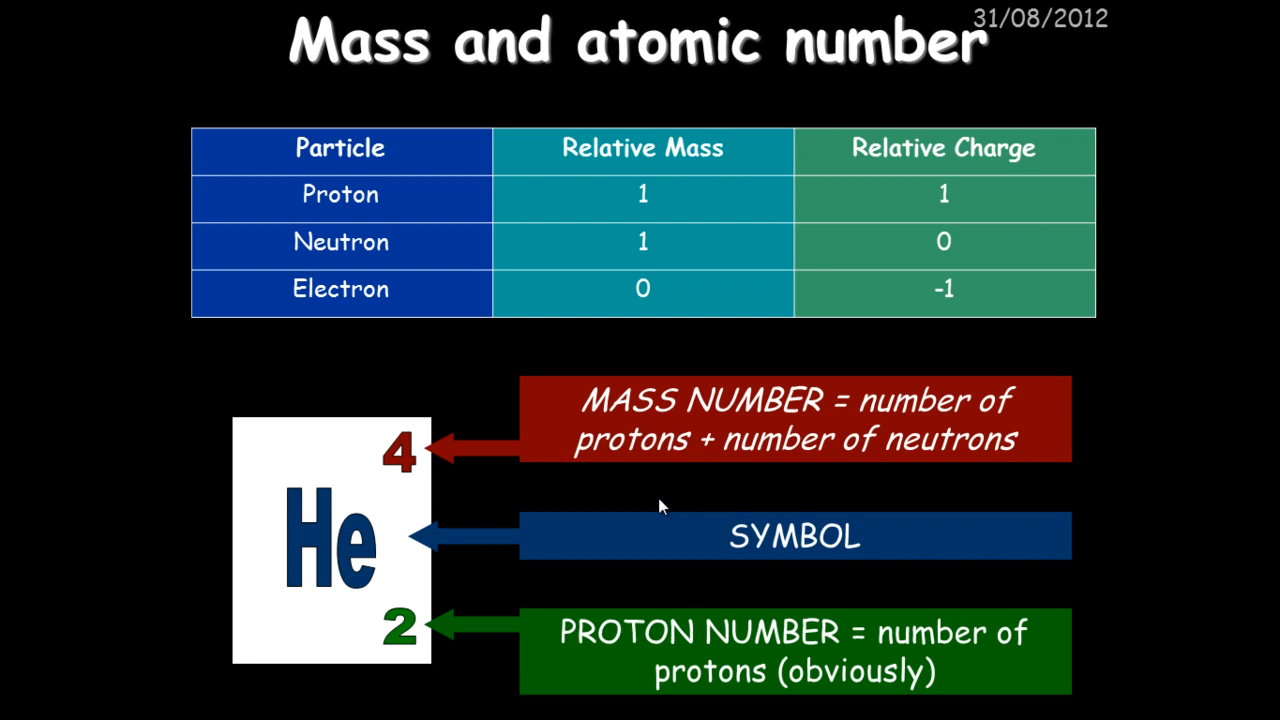 31/08/2012
Mass and atomic number
Particle Relative Mass Relative Charge
Proton 1 1
Neutron 1 0
Electron 0 -1
4
He
2
MASS NUMBER = number of
protons + number of neutrons
SYMBOL
PROTON NUMBER = number of
protons (obviously)